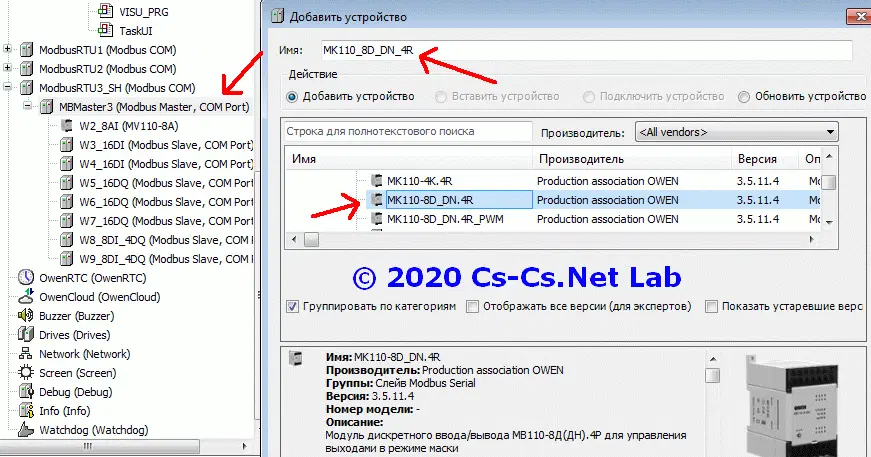 VISU_PRG
TaskUI
ModbusRTU1 (Modbus COM)
ModbusRTU2 (Modbus COM)
ModbusRTU3_SH (Modbus COM)
MBMaster3 (Modbus Master, COM Port)
W2_8AI (MV110-8A)
W3_16DI (Modbus Slave, COM Port)
W4_16DI (Modbus Slave, COM Port)
W5_16DQ (Modbus Slave, COM Port
W6_16DQ (Modbus Slave, COM Port
W7_16DQ (Modbus Slave, COM Port
W8_8DI_4DQ (Modbus Slave, COM F
W9_8DI_4DQ (Modbus Slave, COM F
OwenRTC (OwenRTC)
OwenCloud (OwenCloud)
Buzzer (Buzzer)
Drives (Drives)
Network (Network)
Screen (Screen)
Debug (Debug)
Info (Info)
Watchdog (Watchdog)
Добавить устройство
Имя: MK110_8D_DN_4R
Действие
Добавить устройство Вставить устройство Подключить устройство Обновить устройство
Строка для полнотекстового поиска Производитель: <All vendors>
Имя Производитель Версия Оп
MK110-4K.4R Production association OWEN 3.5.11.4 Мо
MK110-8D_DN.4R Production association OWEN 3.5.11.4 Мо
MK110-8D_DN.4R_PWM Production association OWEN 3.5.11.4 Мо
© 2020 Cs-Cs.Net Lab
Группировать по категориям Отображать все версии (для экспертов) Показать устаревшие верс
Имя: MK110-8D_DN.4R
Производитель: Production association OWEN
Группы: Слейв Modbus Serial
Версия: 3.5.11.4
Номер модели: -
Описание:
Модуль дискретного ввода/вывода МВ110-8Д(ДН).4Р для управления
выходами в режиме маски